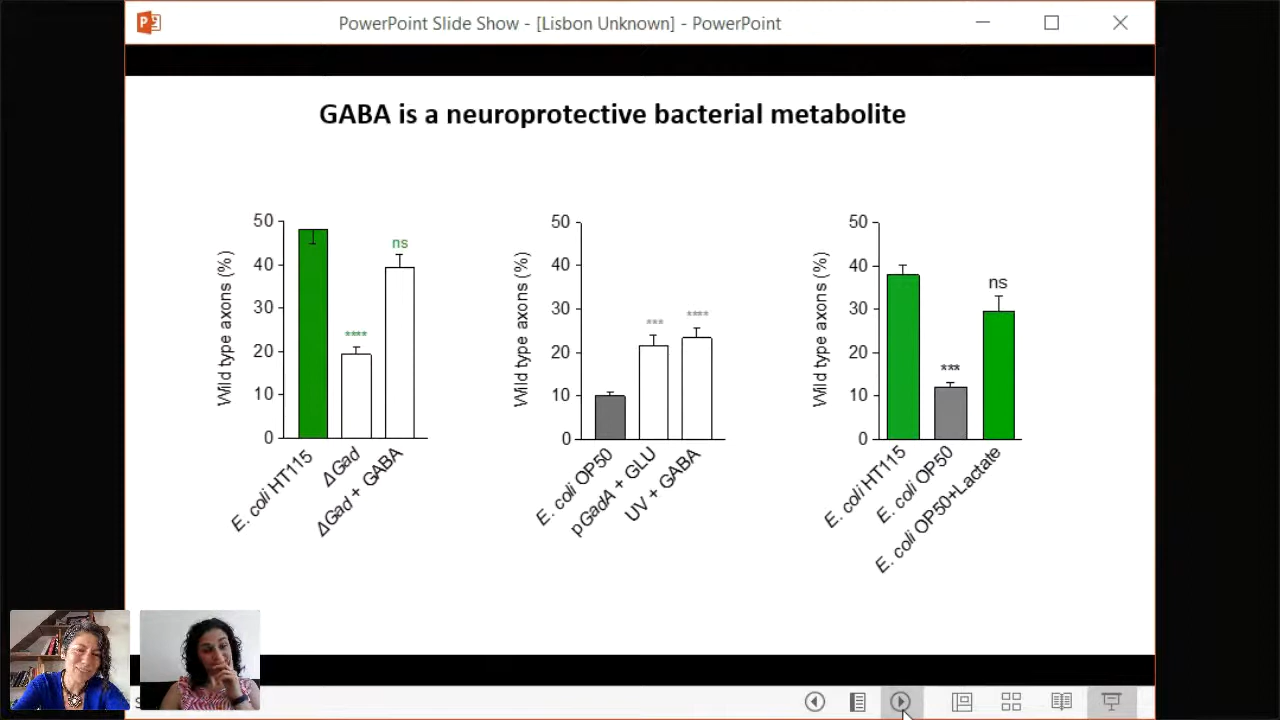 PowerPoint Slide Show - [Lisbon Unknown] - PowerPoint
GABA is a neuroprotective bacterial metabolite
Wild type axons (%)
50
40
30
20
10
0
ns
****
E. coli HT115
ΔGad
ΔGad + GABA
Wild type axons (%)
50
40
30
20
10
0
***
****
E. coli OP50
pGadA + GLU
UV + GABA
Wild type axons (%)
50
40
30
20
10
0
***
ns
E. coli HT115
E. coli OP50
E. coli OP50+Lactate